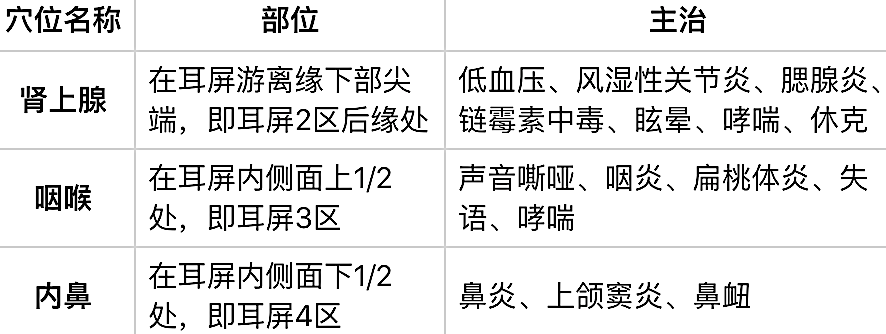 穴位名称 部位 主治
肾上腺 在耳屏游离缘下部尖端，即耳屏2区后缘处 低血压、风湿性关节炎、腮腺炎、链霉素中毒、眩晕、哮喘、休克
咽喉 在耳屏内侧面上1/2处，即耳屏3区 声音嘶哑、咽炎、扁桃体炎、失语、哮喘
内鼻 在耳屏内侧面下1/2处，即耳屏4区 鼻炎、上颌窦炎、鼻衄